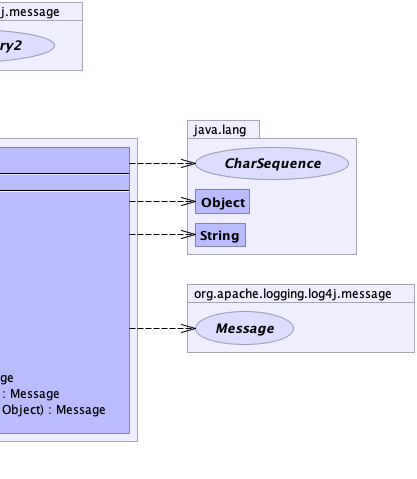 j.message
ry2
java.lang
CharSequence
Object
String
org.apache.logging.log4j.message
Message
ge
: Message
Object) : Message